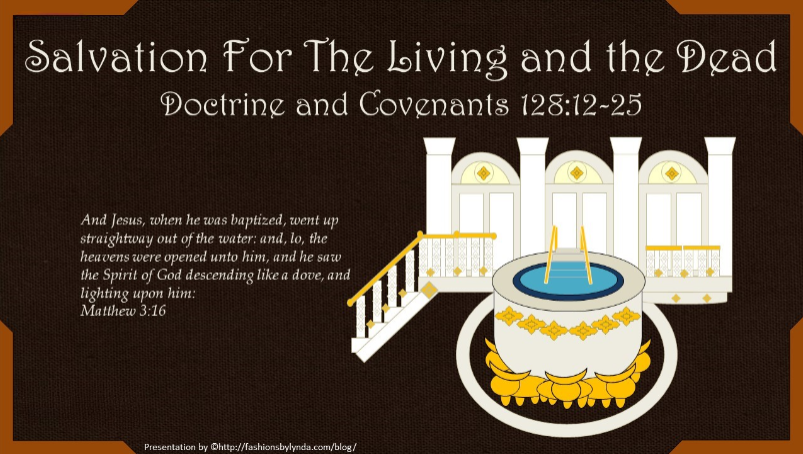 Salvation For The Living and the Dead
Doctrine and Covenants 128:12-25
And Jesus, when he was baptized, went up
straightway out of the water: and, lo, the
heavens were opened unto him, and he saw
the Spirit of God descending like a dove, and
lighting upon him:
Matthew 3:16
Presentation by ©http://fashionsbylynda.com/blog/